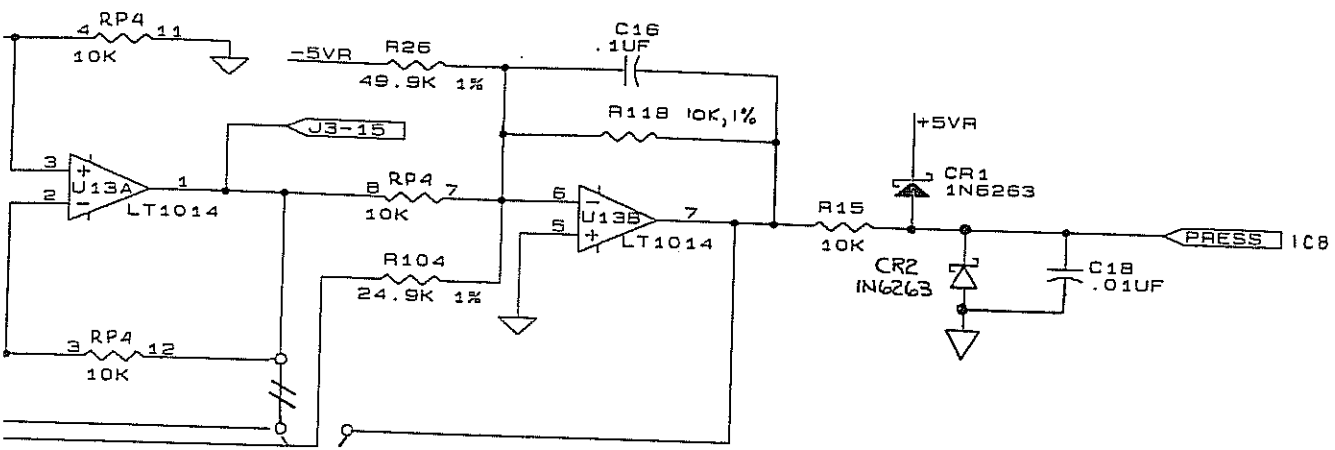 RP4
4 11
10K
-5VR R26
49.9K 1%
C16
.1UF
R118 10K, 1%
J3-15
+5VR
CR1
1N6263
3 +
U13A 1
2 -
LT1014
8 RP4 7
10K
6 -
U13B 7
5 +
LT1014
R15
10K
PRESS IC8
R104
24.9K 1%
CR2
1N6263
C18
.01UF
RP4
3 12
10K